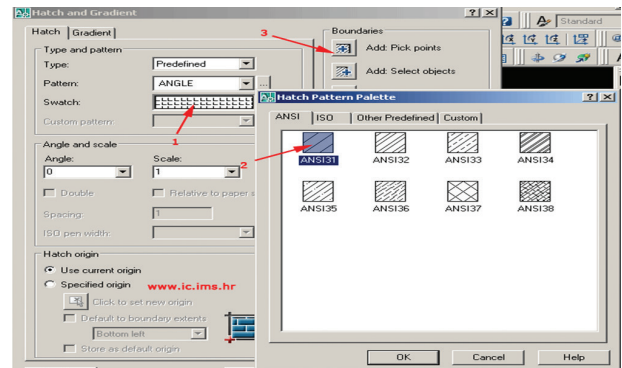 Hatch and Gradient
Hatch Gradient
Type and pattern
Type: Predefined
Pattern: ANGLE ...
Swatch:
Custom pattern:
1
Angle and scale
Angle: Scale:
0 1
Double Relative to paper s
Spacing: 1
ISO pen width:
Hatch origin
Use current origin
Specified origin www.ic.ims.hr
Click to set new origin
Default to boundary extents
Bottom left
Store as default origin
3
Boundaries
Add: Pick points
Add: Select objects
Standard
2
Hatch Pattern Palette
ANSI ISO Other Predefined Custom
ANSI31 ANSI32 ANSI33 ANSI34
ANSI35 ANSI36 ANSI37 ANSI38
OK Cancel Help